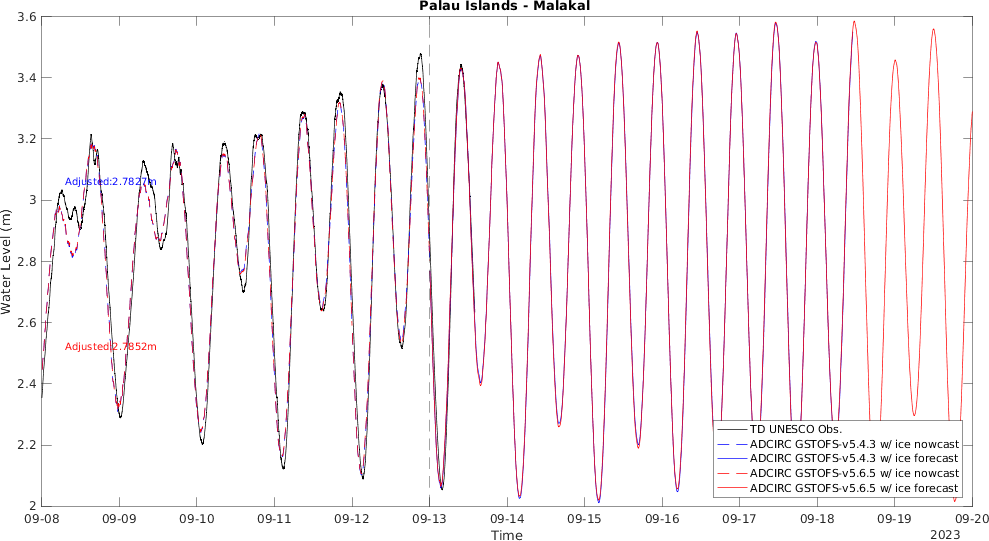 Palau Islands - Malakal
3.6
3.4
3.2
3
2.8
2.6
2.4
2.2
2
Water Level (m)
Adjusted:2.7827m
Adjusted:2.7852m
TD UNESCO Obs.
ADCIRC GSTOFS-v5.4.3 w/ ice nowcast
ADCIRC GSTOFS-v5.4.3 w/ ice forecast
ADCIRC GSTOFS-v5.6.5 w/ ice nowcast
ADCIRC GSTOFS-v5.6.5 w/ ice forecast
09-08 09-09 09-10 09-11 09-12 09-13 09-14 09-15 09-16 09-17 09-18 09-19 09-20
Time
2023